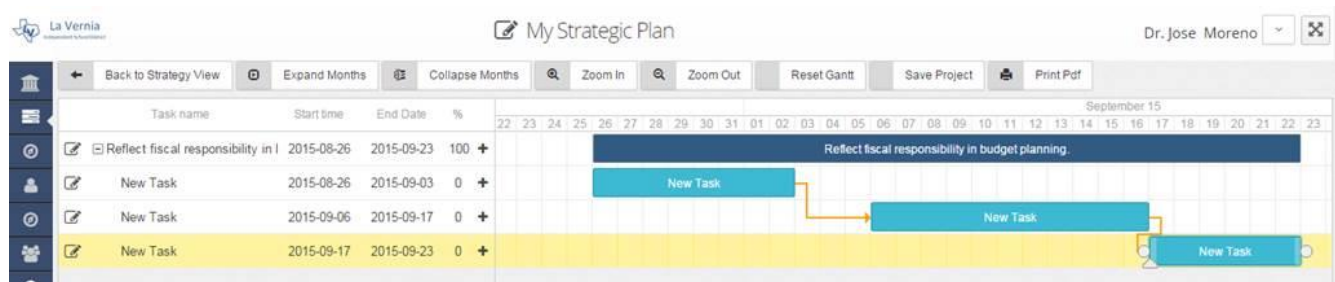 La Vernia
My Strategic Plan
Dr. Jose Moreno
Back to Strategy View Expand Months Collapse Months Zoom In Zoom Out Reset Gantt Save Project Print Pdf
Task name Start time End Date %
September 15
22 23 24 25 26 27 28 29 30 31 01 02 03 04 05 06 07 08 09 10 11 12 13 14 15 16 17 18 19 20 21 22 23
Reflect fiscal responsibility in 2015-08-26 2015-09-23 100 +
Reflect fiscal responsibility in budget planning.
New Task 2015-08-26 2015-09-03 0 +
New Task
New Task 2015-09-06 2015-09-17 0 +
New Task
New Task 2015-09-17 2015-09-23 0 +
New Task